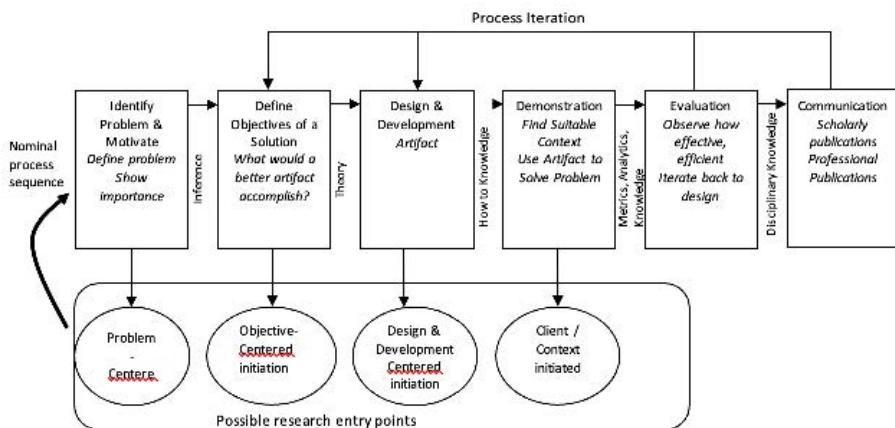 Process Iteration
Nominal
process
sequence
Identify
Problem &
Motivate
Define problem
Show
importance
Inference
Define
Objectives of a
Solution
What would a
better artifact
accomplish?
Theory
Design &
Development
Artifact
How to Knowledge
Demonstration
Find Suitable
Context
Use Artifact to
Solve Problem
Metrics, Analytics,
Knowledge
Evaluation
Observe how
effective,
efficient
Iterate back to
design
Disciplinary Knowledge
Communication
Scholarly
publications
Professional
Publications
Problem
-
Centere
Objective-
Centered
initiation
Design &
Development
Centered
initiation
Client /
Context
initiated
Possible research entry points